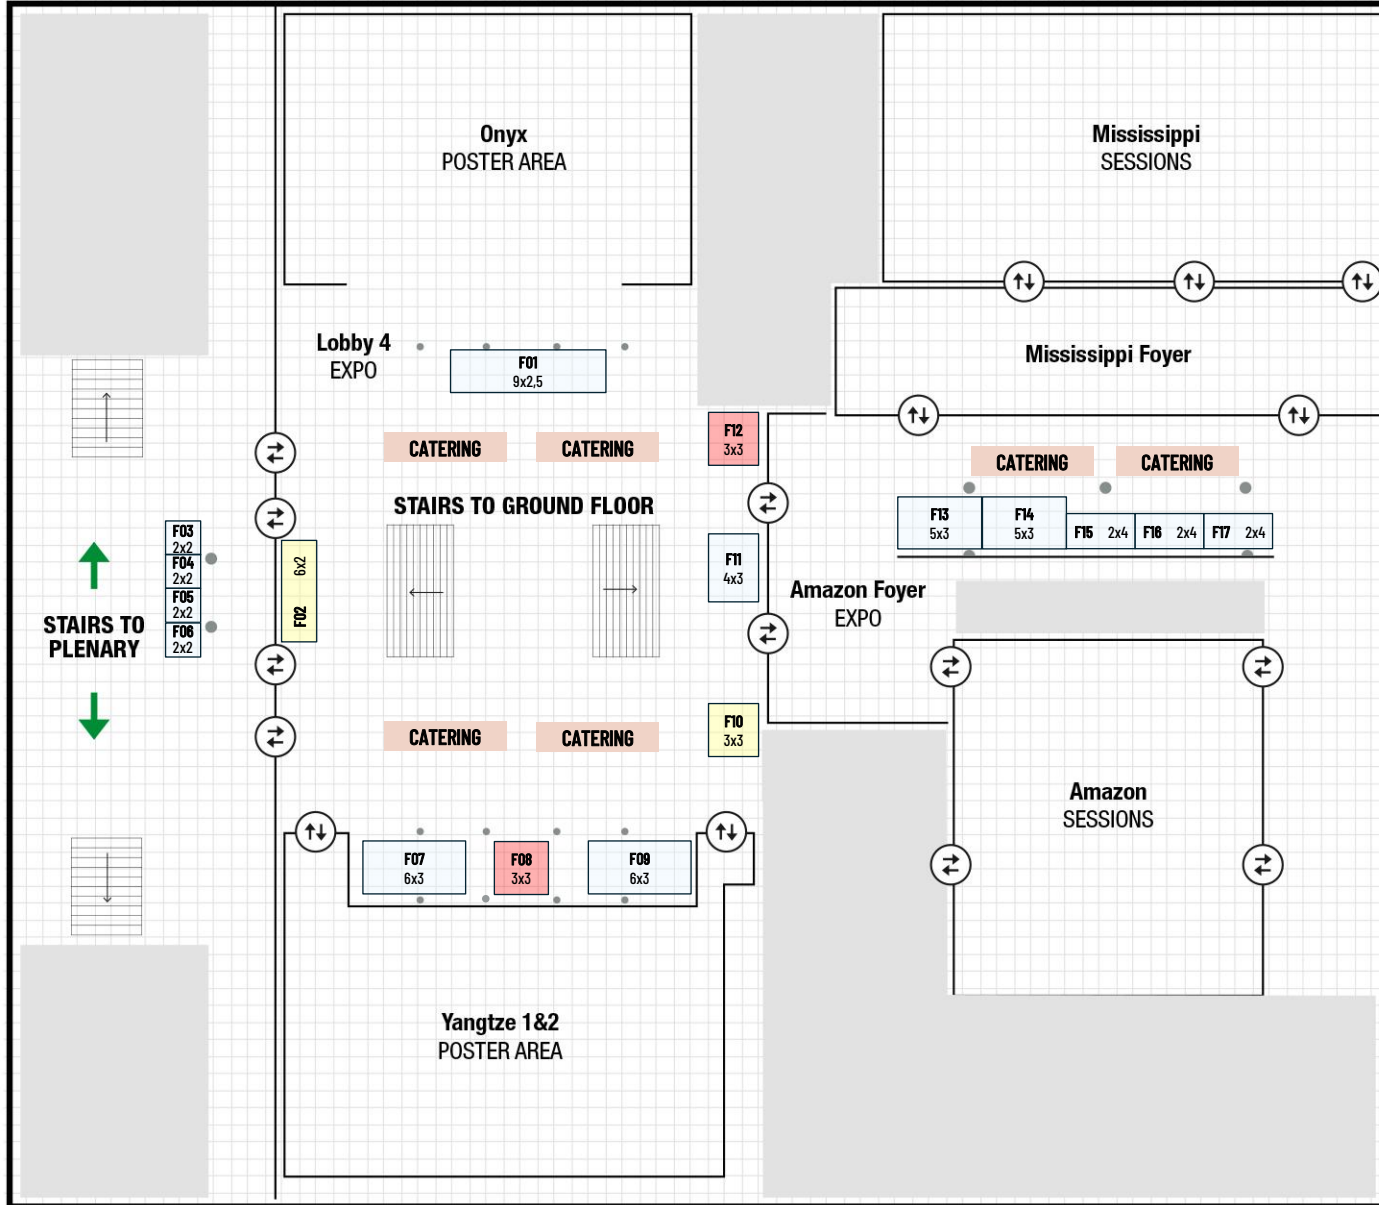 Onyx
POSTER AREA
Mississippi
SESSIONS
Lobby 4
EXPO
F01
9x2,5
Mississippi Foyer
CATERING
CATERING
F12
3x3
CATERING
CATERING
STAIRS TO GROUND FLOOR
F13
5x3
F14
5x3
F15 2x4
F16 2x4
F17 2x4
F03
2x2
F04
2x2
F05
2x2
F06
2x2
F02 6x2
F11
4x3
Amazon Foyer
EXPO
STAIRS TO
PLENARY
CATERING
CATERING
F10
3x3
Amazon
SESSIONS
F07
6x3
F08
3x3
F09
6x3
Yangtze 1&2
POSTER AREA